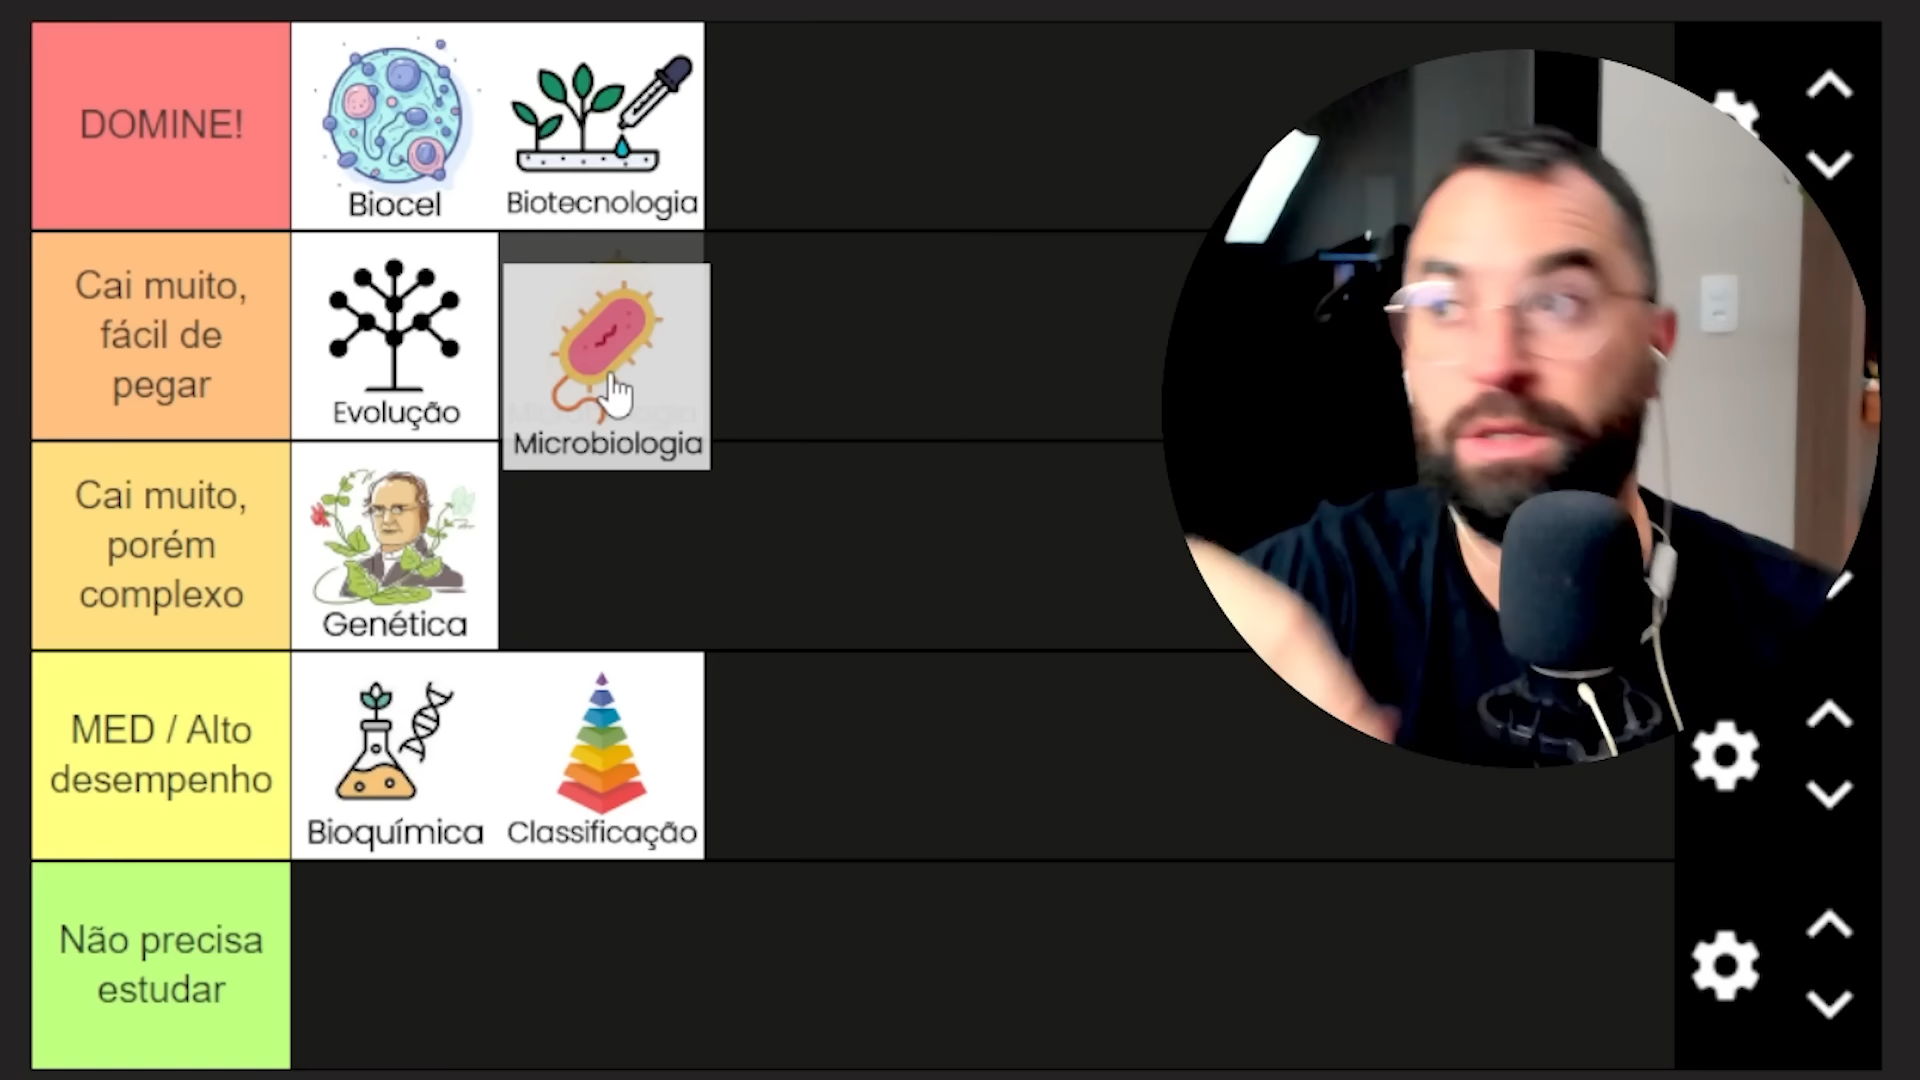 DOMINE!
Biocel
Biotecnologia
Cai muito,
fácil de
pegar
Evolução
Microbiologia
Cai muito,
porém
complexo
Genética
MED / Alto
desempenho
Bioquímica
Classificação
Não precisa
estudar